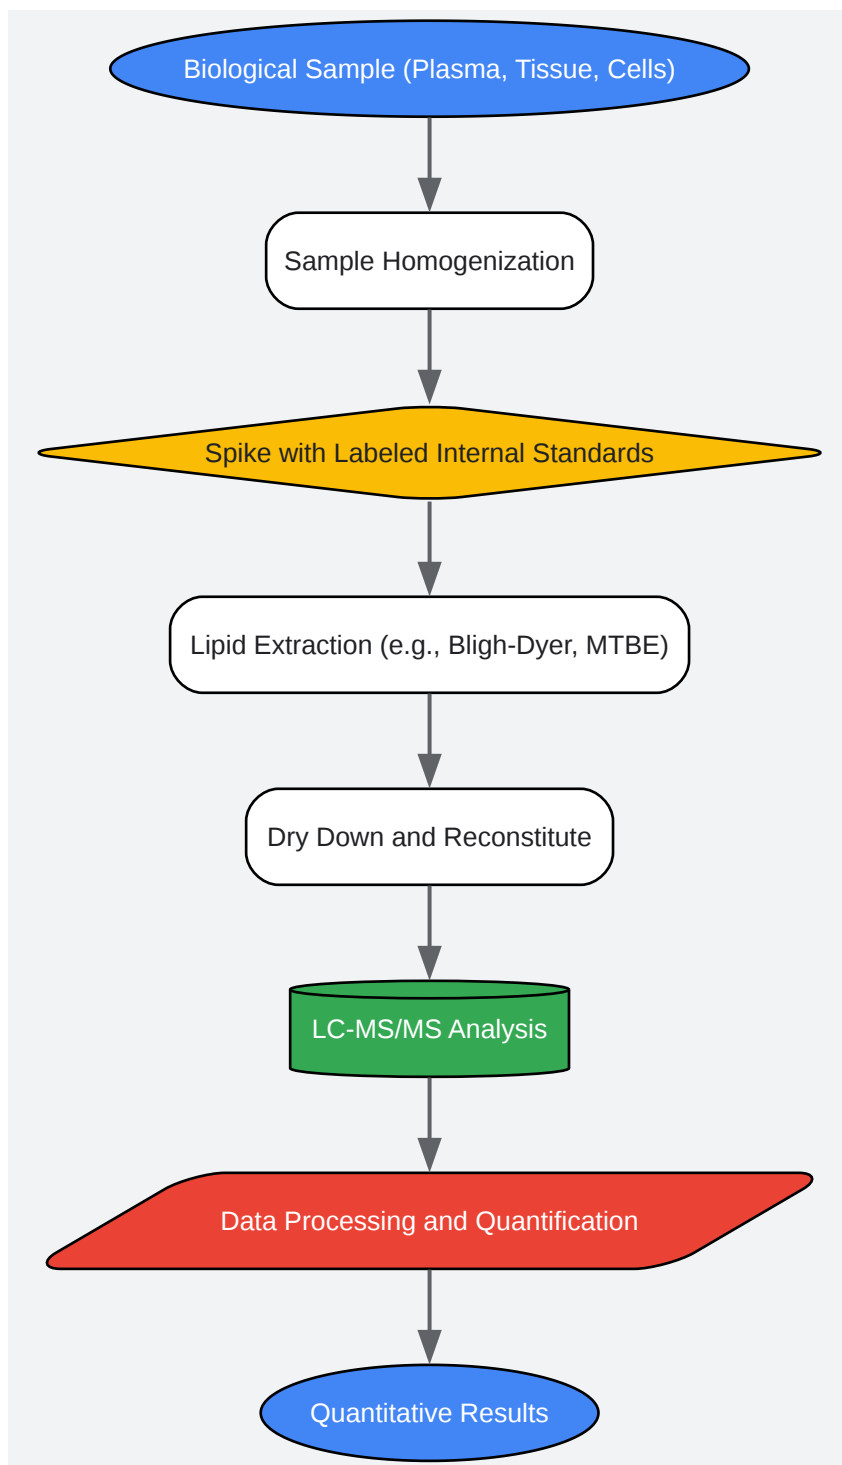 Biological Sample (Plasma, Tissue, Cells)
Sample Homogenization
Spike with Labeled Internal Standards
Lipid Extraction (e.g., Bligh-Dyer, MTBE)
Dry Down and Reconstitute
LC-MS/MS Analysis
Data Processing and Quantification
Quantitative Results